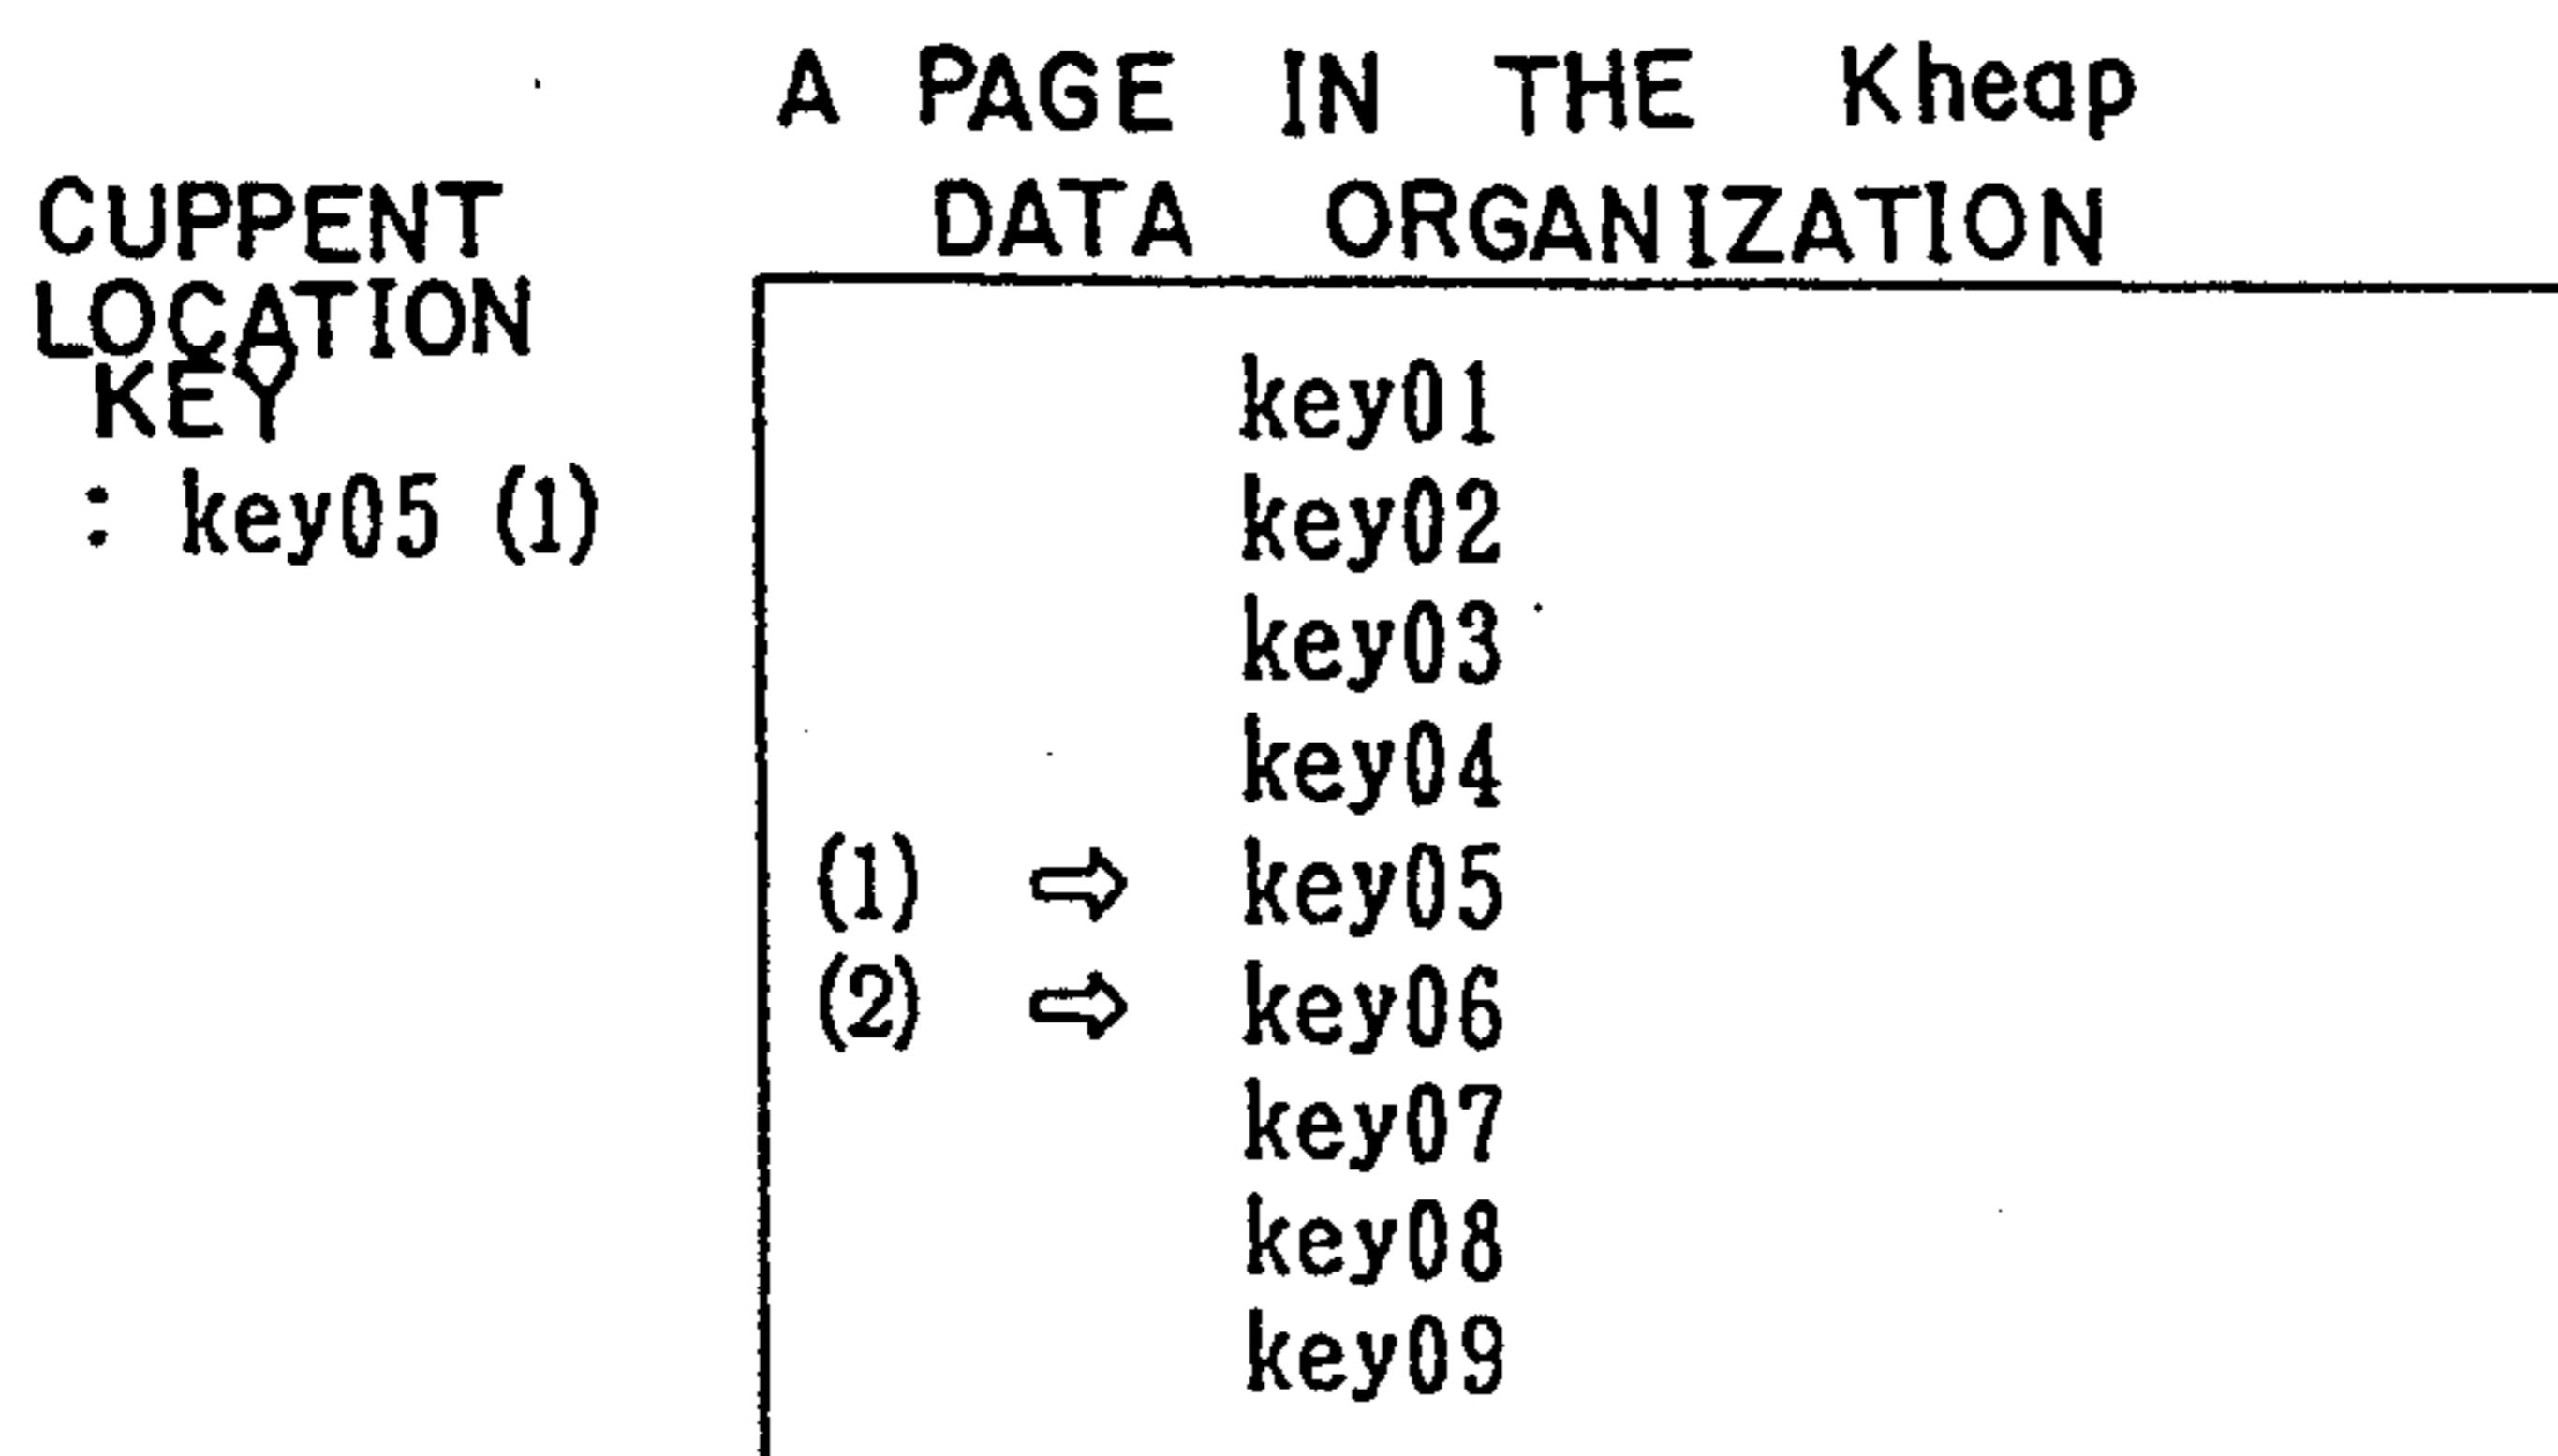 A PAGE IN THE Kheap
DATA ORGANIZATION
CUPPENT
LOCATION
KEY
: key05 (1)
key01
key02
key03
key04
(1) ⇨ key05
(2) ⇨ key06
key07
key08
key09